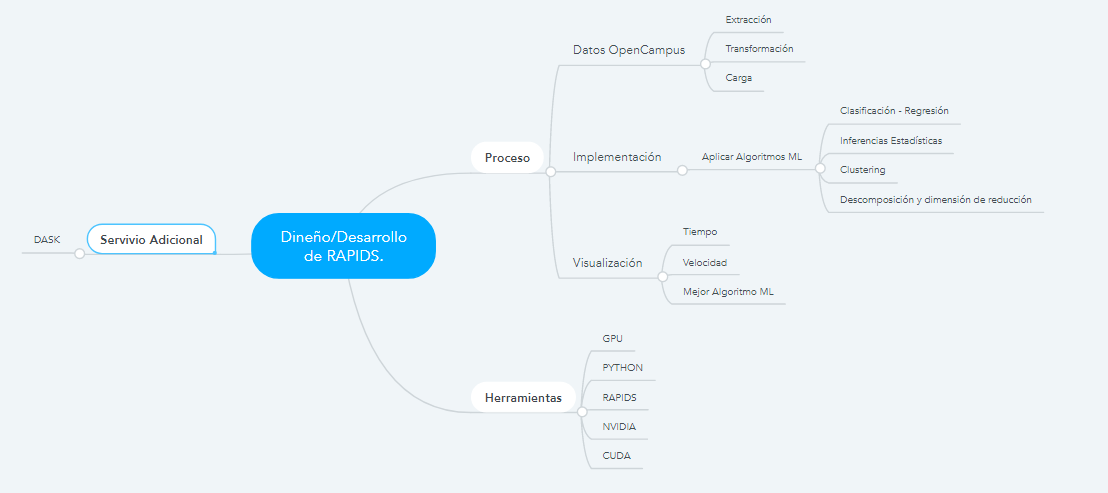 Dineño/Desarrollo
de RAPIDS.
Proceso
Datos OpenCampus
Extracción
Transformación
Carga
Implementación
Aplicar Algoritmos ML
Clasificación - Regresión
Inferencias Estadísticas
Clustering
Descomposición y dimensión de reducción
Visualización
Tiempo
Velocidad
Mejor Algoritmo ML
Herramientas
GPU
PYTHON
RAPIDS
NVIDIA
CUDA
Servivio Adicional
DASK